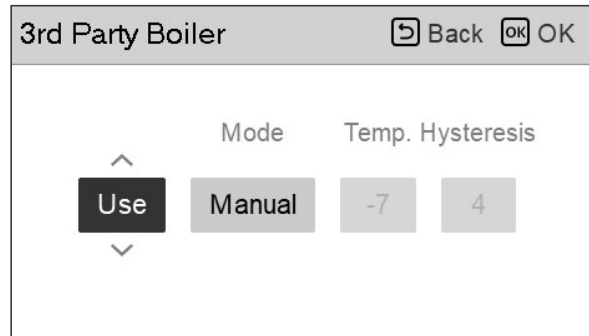 3rd Party Boiler Back OK OK
Mode Temp. Hysteresis
Use Manual -7 4